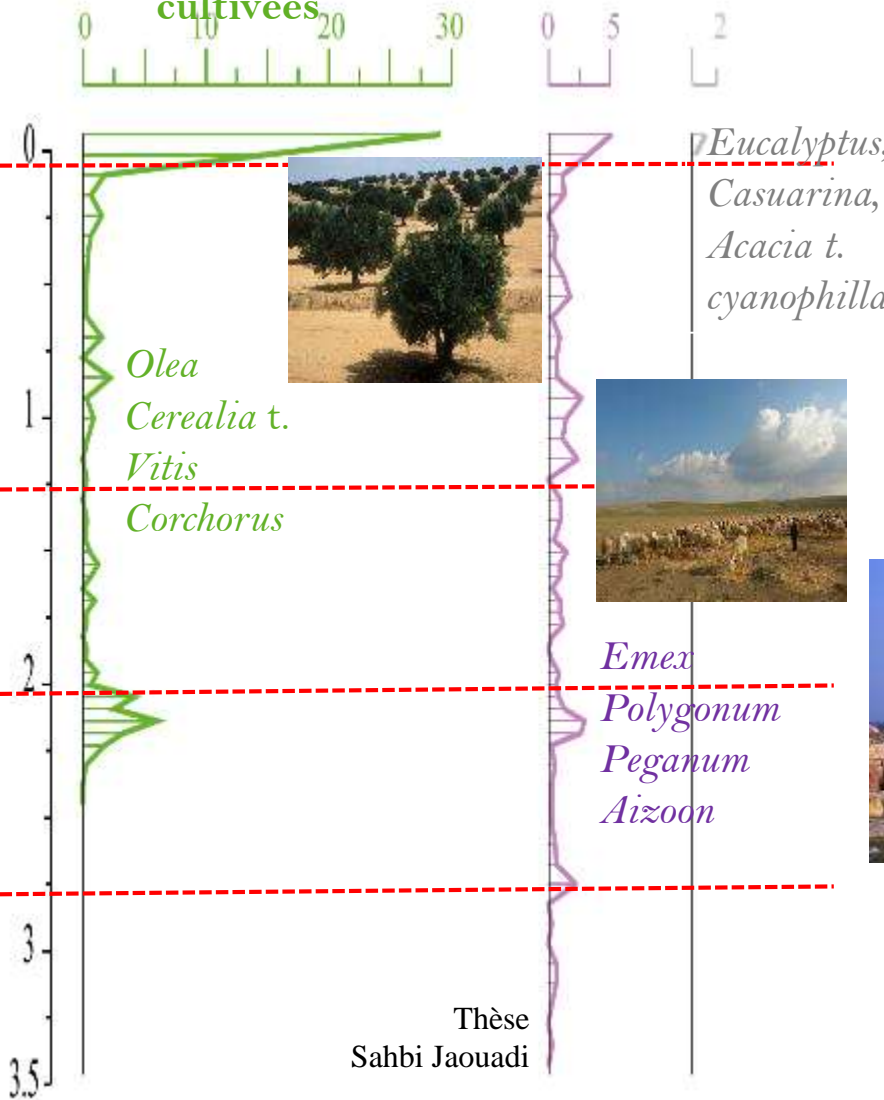 cultivées
0 10 20 30 0 5 2
0
Eucalyptus,
Casuarina,
Acacia t.
cyanophilla
Olea
Cerealia t.
Vitis
Corchorus
1
Emex
Polygonum
Peganum
Aizoon
2
3
Thèse
Sahbi Jaouadi
3.5